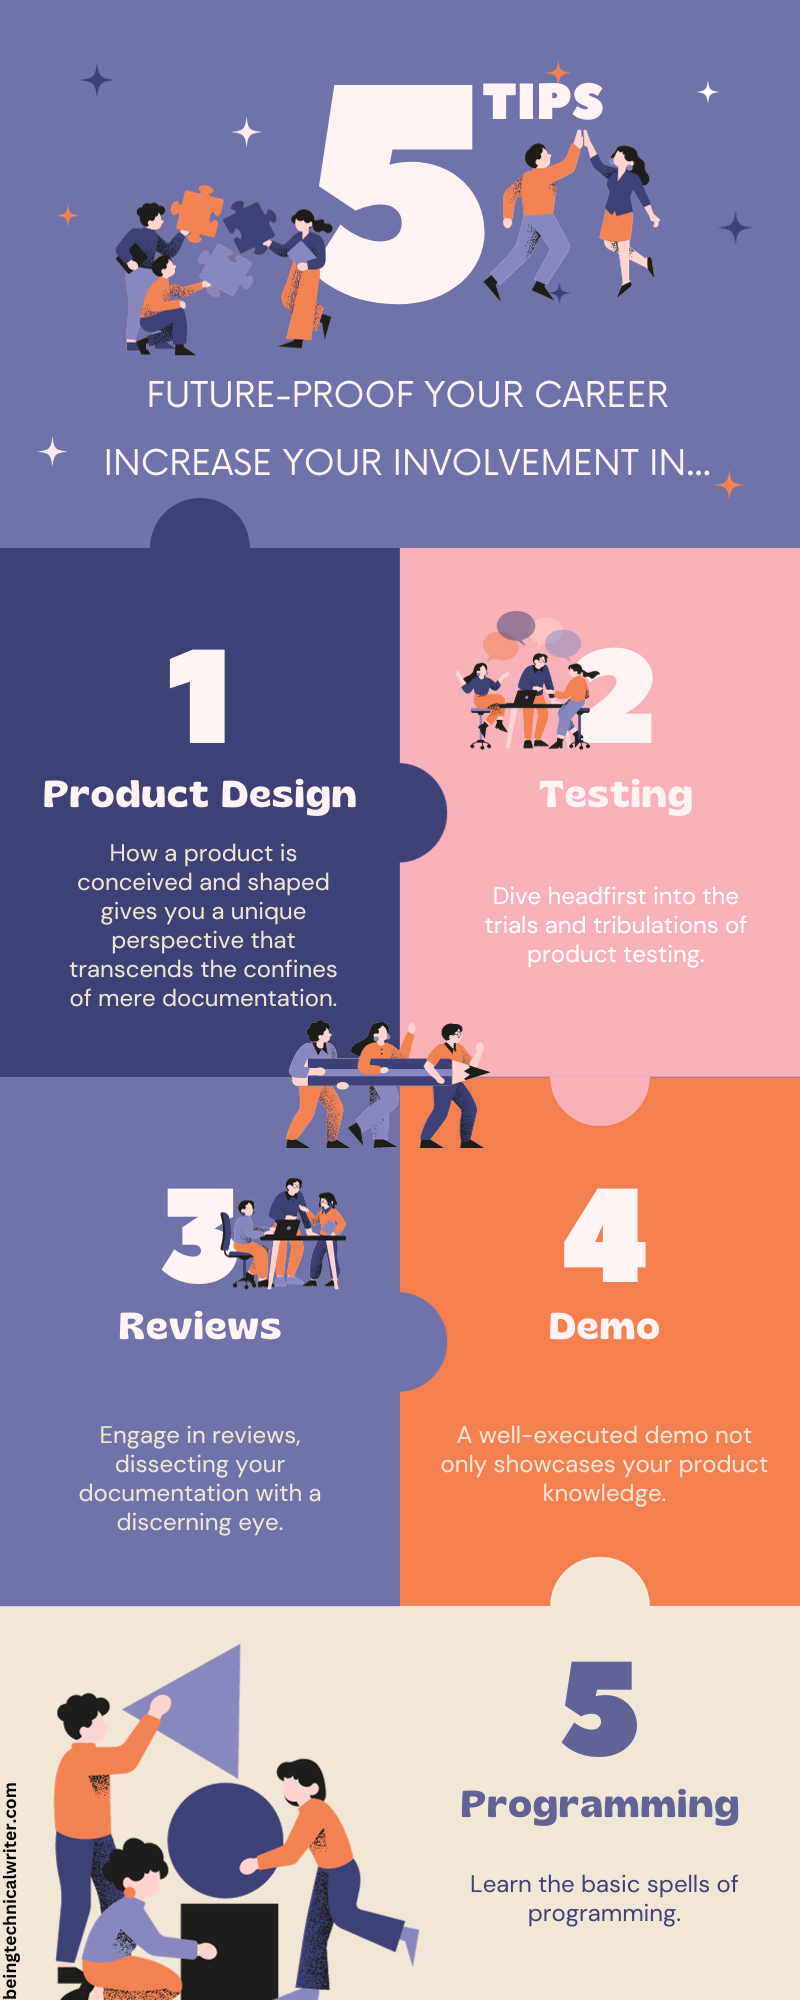 5 TIPS
FUTURE-PROOF YOUR CAREER
INCREASE YOUR INVOLVEMENT IN...
1
Product Design
How a product is
conceived and shaped
gives you a unique
perspective that
transcends the confines
of mere documentation.
2
Testing
Dive headfirst into the
trials and tribulations of
product testing.
3
Reviews
Engage in reviews,
dissecting your
documentation with a
discerning eye.
4
Demo
A well-executed demo not
only showcases your product
knowledge.
5
Programming
Learn the basic spells of
programming.
beingtechnicalwriter.com